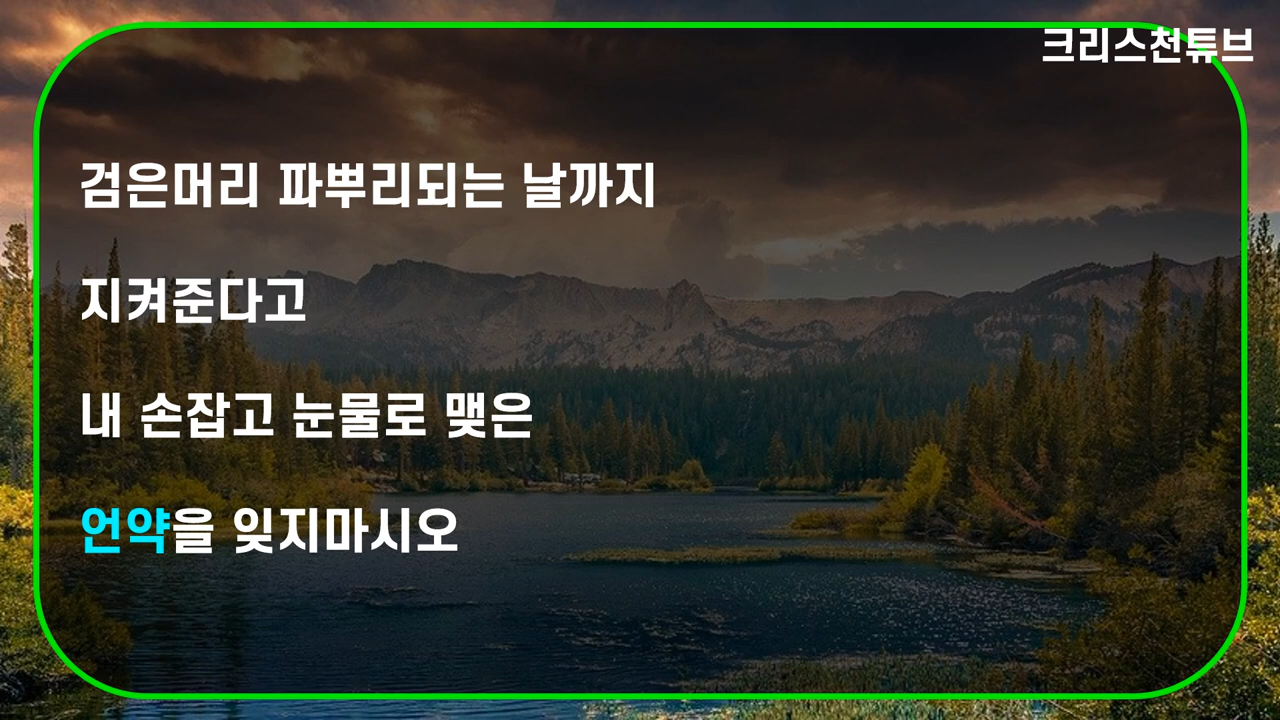 크리스천튜브
검은머리 파뿌리되는 날까지
지켜준다고
내 손잡고 눈물로 맺은
언약을 잊지마시오